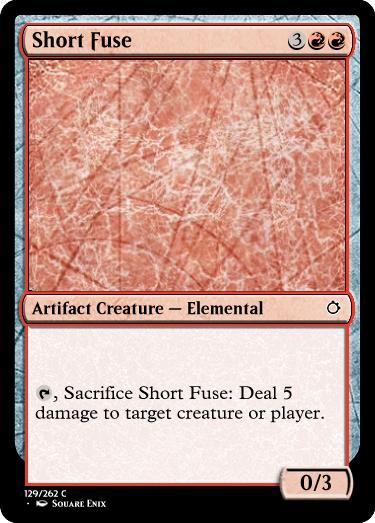 Short Fuse 3
Artifact Creature — Elemental
, Sacrifice Short Fuse: Deal 5
damage to target creature or player.
0/3
129/262 C
· Square Enix